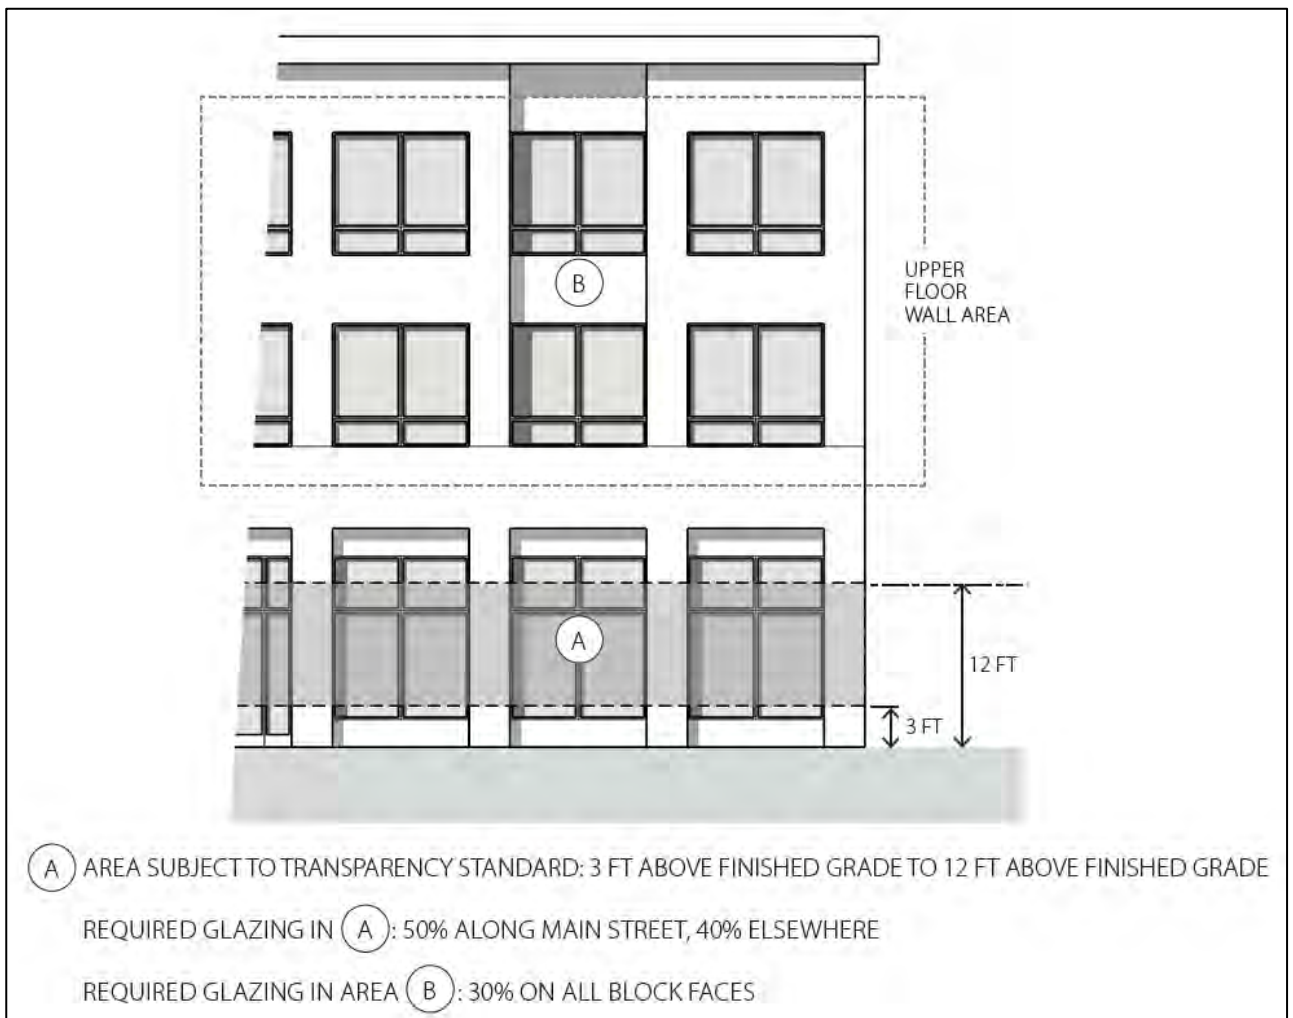 B
UPPER
FLOOR
WALL AREA
A
12 FT
3 FT
A AREA SUBJECT TO TRANSPARENCY STANDARD: 3 FT ABOVE FINISHED GRADE TO 12 FT ABOVE FINISHED GRADE
REQUIRED GLAZING IN A: 50% ALONG MAIN STREET, 40% ELSEWHERE
REQUIRED GLAZING IN AREA B: 30% ON ALL BLOCK FACES